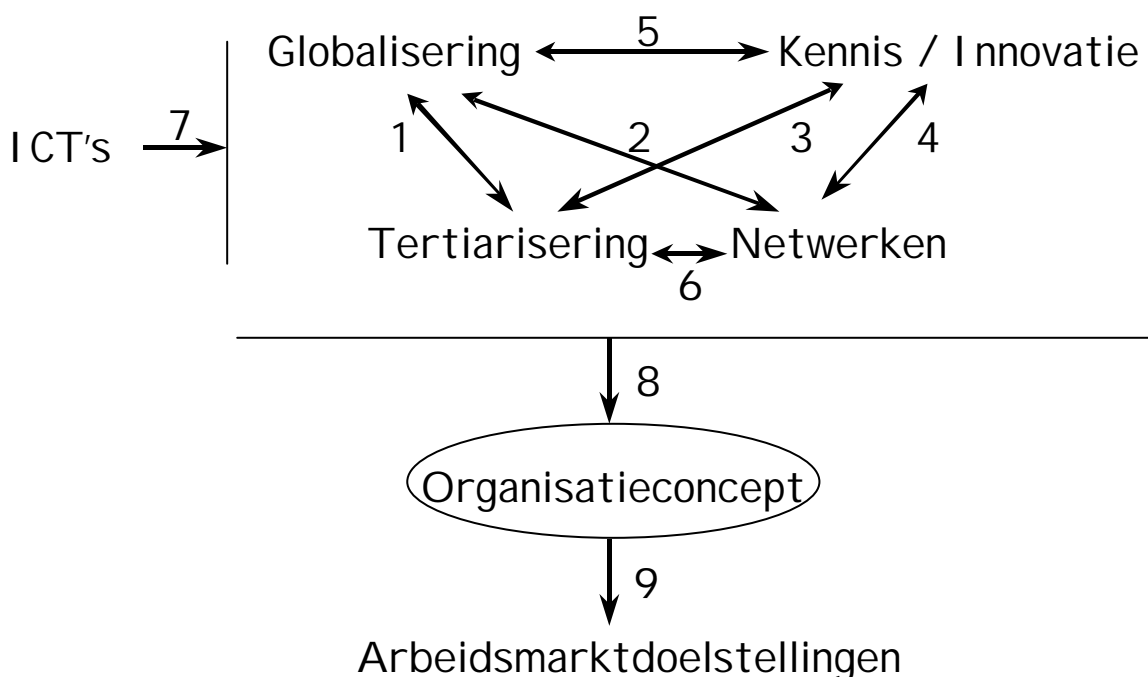 Globalisering 5 Kennis / Innovatie
ICT's 7 1 2 3 4
Tertiarisering Netwerken
6
8
Organisatieconcept
9
Arbeidsmarktdoelstellingen